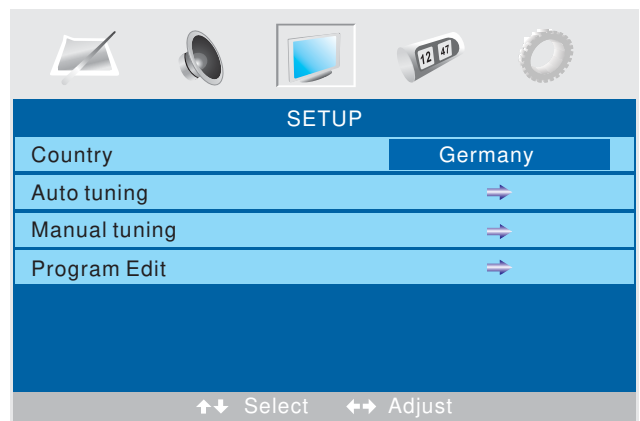 12 47
SETUP
Country Germany
Auto tuning
Manual tuning
Program Edit
Select Adjust